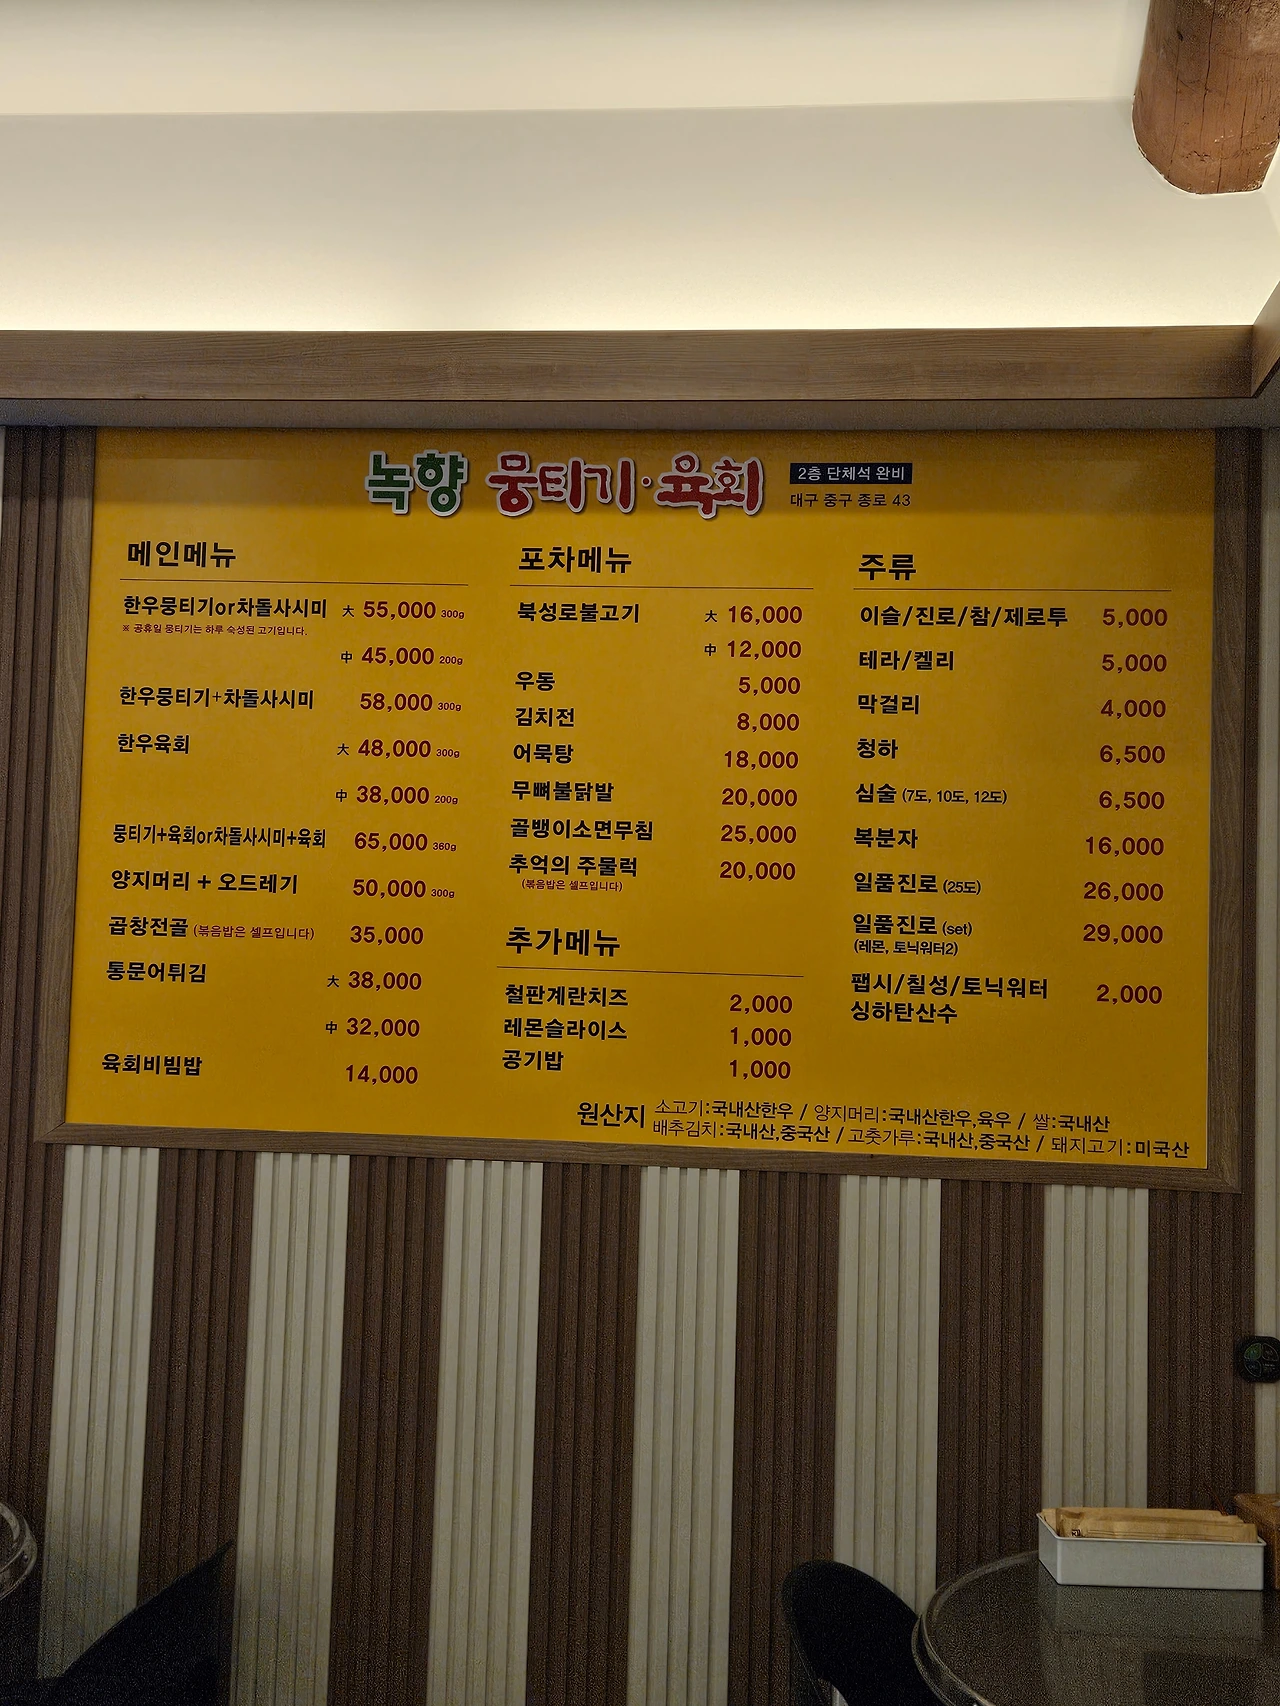 녹향 뭉티기·육회
2층 단체석 완비
대구 중구 종로 43
메인메뉴
한우뭉티기or차돌사시미 大 55,000 300g
※ 공휴일 뭉티기는 하루 숙성된 고기입니다.
中 45,000 200g
한우뭉티기+차돌사시미 58,000 300g
한우육회 大 48,000 300g
中 38,000 200g
뭉티기+육회or차돌사시미+육회 65,000 360g
양지머리 + 오드레기 50,000 300g
곱창전골 (볶음밥은 셀프입니다) 35,000
통문어튀김 大 38,000
中 32,000
육회비빔밥 14,000
포차메뉴
북성로불고기 大 16,000
中 12,000
우동 5,000
김치전 8,000
어묵탕 18,000
무뼈불닭발 20,000
골뱅이소면무침 25,000
추억의 주물럭 20,000
(볶음밥은 셀프입니다)
추가메뉴
철판계란치즈 2,000
레몬슬라이스 1,000
공기밥 1,000
주류
이슬/진로/참/제로투 5,000
테라/켈리 5,000
막걸리 4,000
청하 6,500
심술 (7도, 10도, 12도) 6,500
복분자 16,000
일품진로 (25도) 26,000
일품진로 (set) 29,000
(레몬, 토닉워터2)
팹시/칠성/토닉워터 2,000
싱하탄산수
원산지 소고기:국내산한우 / 양지머리:국내산한우,육우 / 쌀:국내산
배추김치:국내산,중국산 / 고춧가루:국내산,중국산 / 돼지고기:미국산